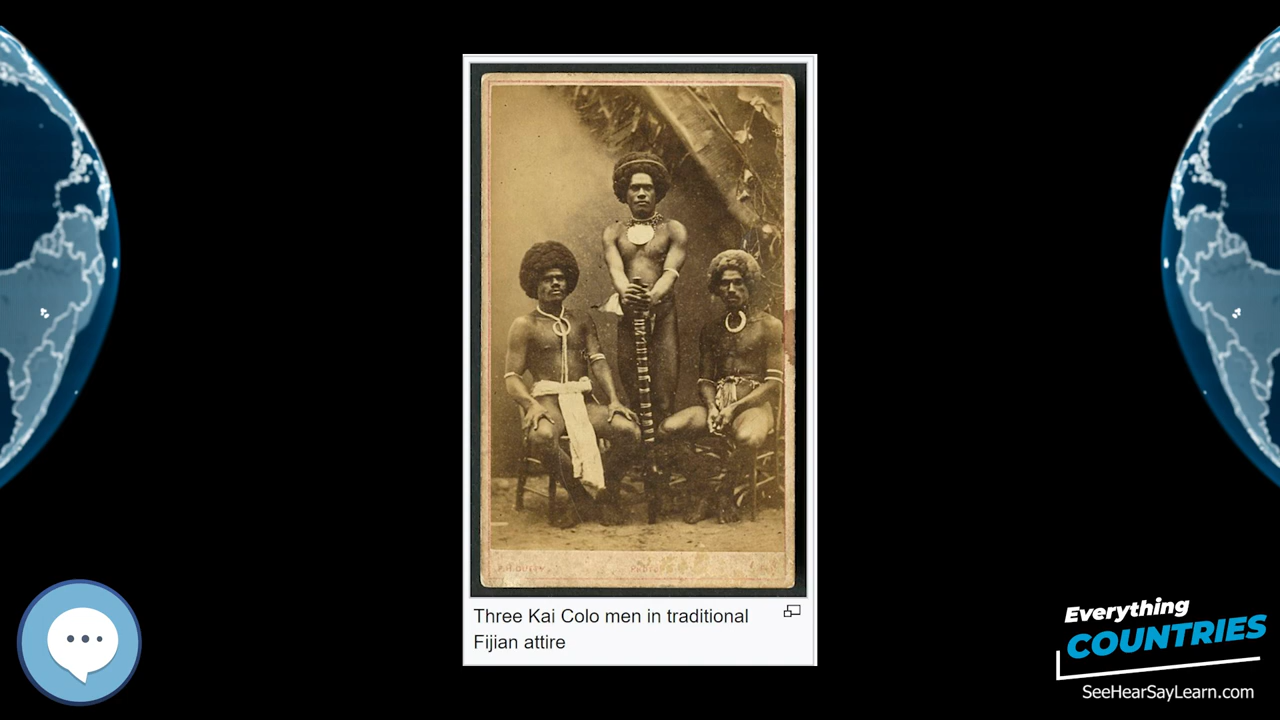 Three Kai Colo men in traditional
Fijian attire
Everything
COUNTRIES
SeeHearSayLearn.com